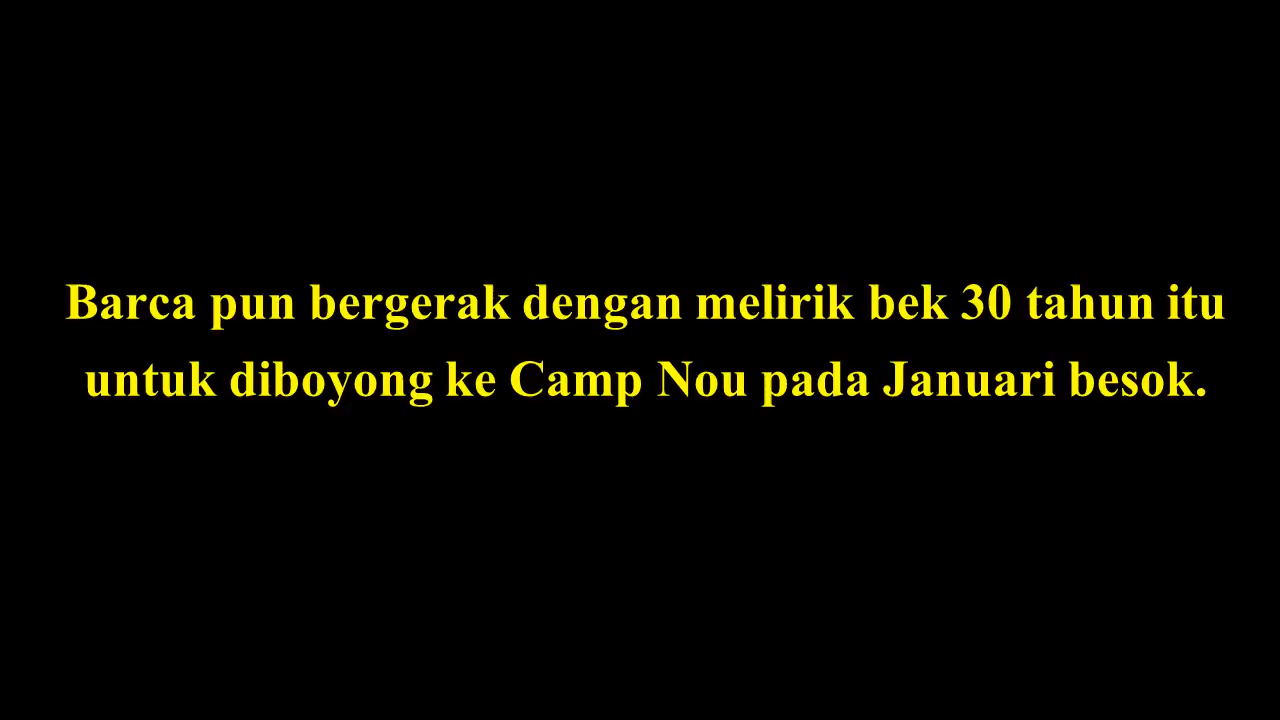 Barca pun bergerak dengan melirik bek 30 tahun itu
untuk diboyong ke Camp Nou pada Januari besok.